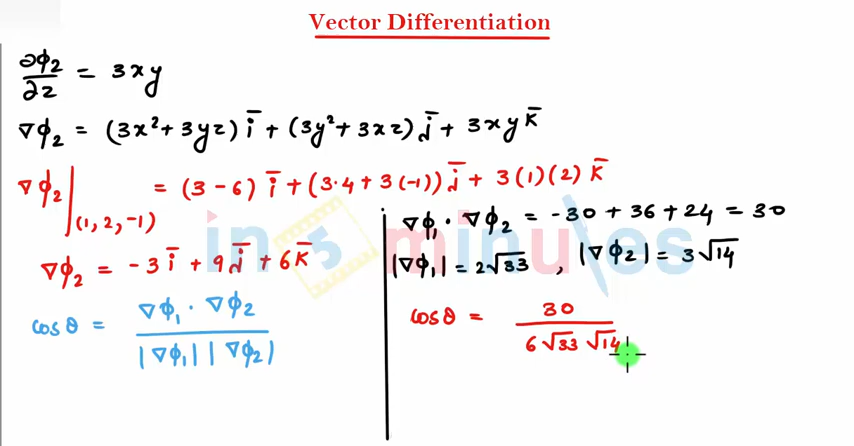 Vector Differentiation
∂ϕ₂/∂z = 3xy
∇ϕ₂ = (3x² + 3yz) i̅ + (3y² + 3xz) j̅ + 3xy k̅
∇ϕ₂|(1, 2, -1) = (3 - 6) i̅ + (3·4 + 3(-1)) j̅ + 3(1)(2) k̅
∇ϕ₂ = -3 i̅ + 9 j̅ + 6 k̅
cos θ = ∇ϕ₁ · ∇ϕ₂ / |∇ϕ₁| |∇ϕ₂|
∇ϕ₁ · ∇ϕ₂ = -30 + 36 + 24 = 30
|∇ϕ₁| = 2√33 , |∇ϕ₂| = 3√14
cos θ = 30 / 6√33 √14
in 5 minutes